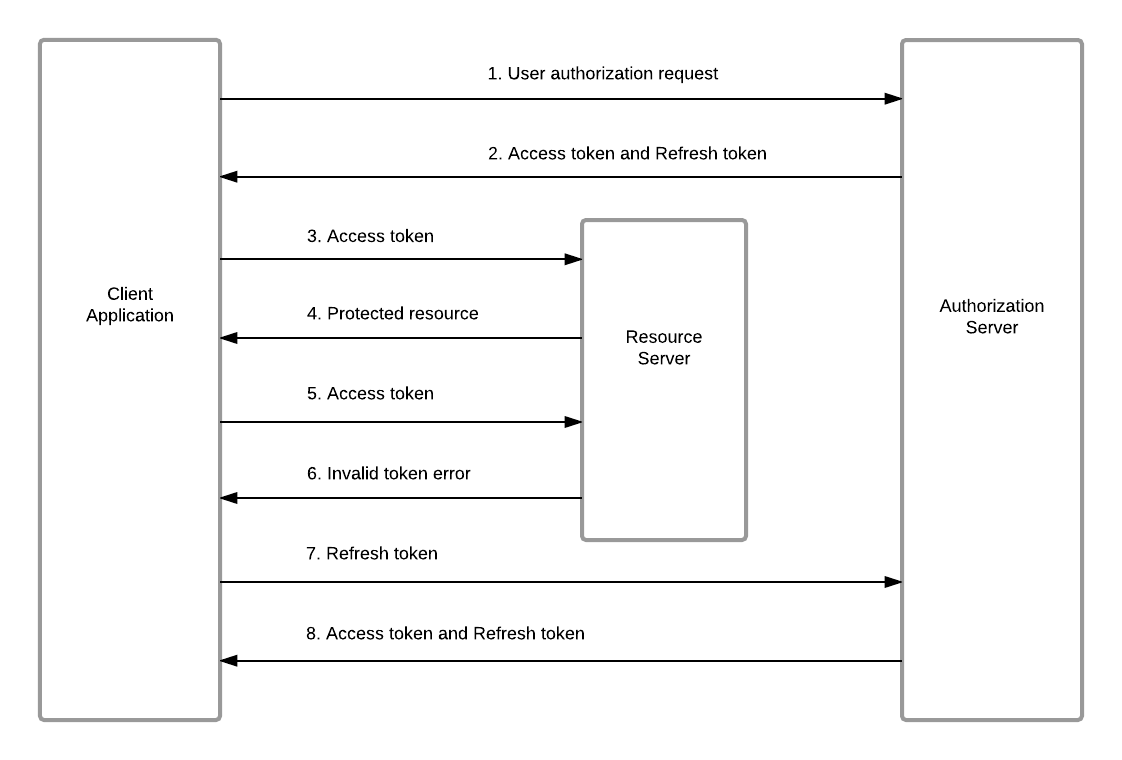 1. User authorization request
2. Access token and Refresh token
3. Access token
Client
Application
4. Protected resource
Resource
Server
Authorization
Server
5. Access token
6. Invalid token error
7. Refresh token
8. Access token and Refresh token